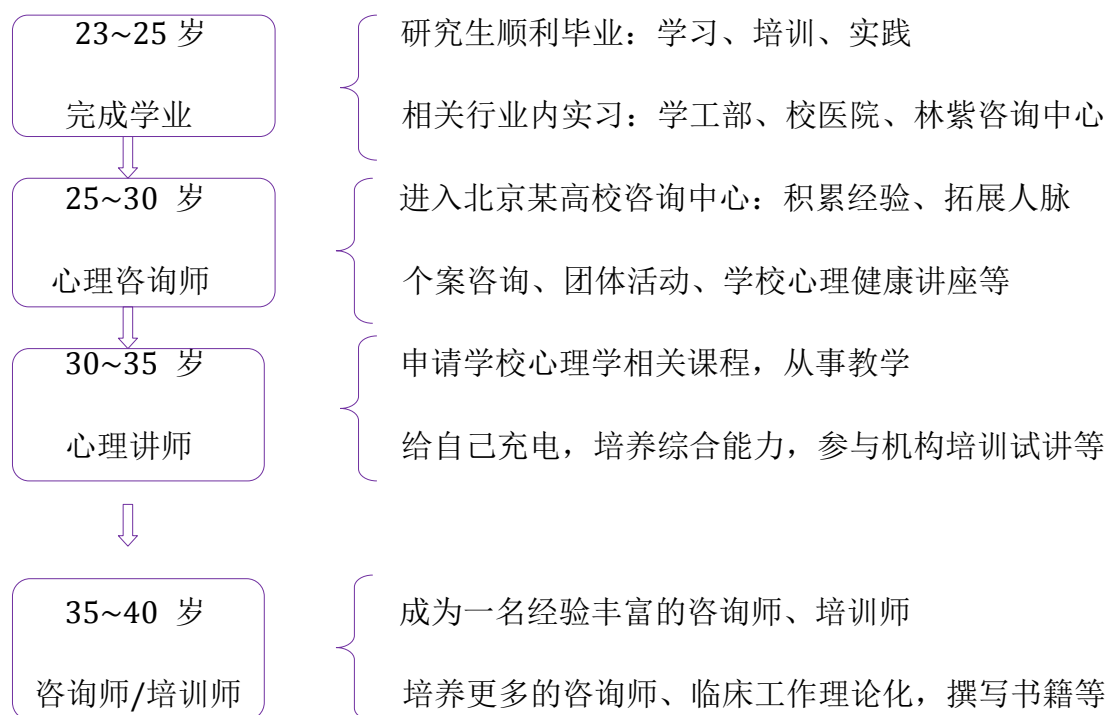 23~25 岁
完成学业
研究生顺利毕业：学习、培训、实践
相关行业内实习：学工部、校医院、林紫咨询中心
25~30 岁
心理咨询师
进入北京某高校咨询中心：积累经验、拓展人脉
个案咨询、团体活动、学校心理健康讲座等
30~35 岁
心理讲师
申请学校心理学相关课程，从事教学
给自己充电，培养综合能力，参与机构培训试讲等
35~40 岁
咨询师/培训师
成为一名经验丰富的咨询师、培训师
培养更多的咨询师、临床工作理论化，撰写书籍等